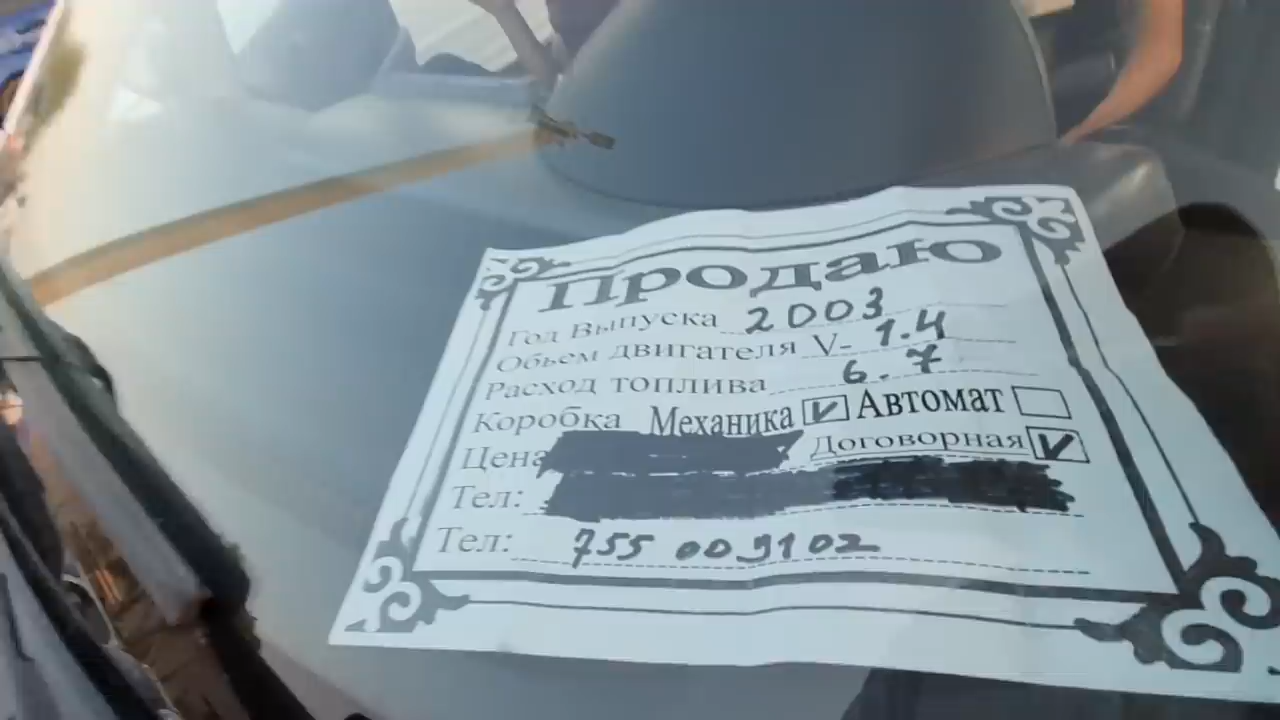 Продаю
Год Выпуска 2003
Обьем двигателя V- 1.4
Расход топлива 6.7
Коробка Механика Автомат
Цена Договорная
Тел:
Тел: 755 009102